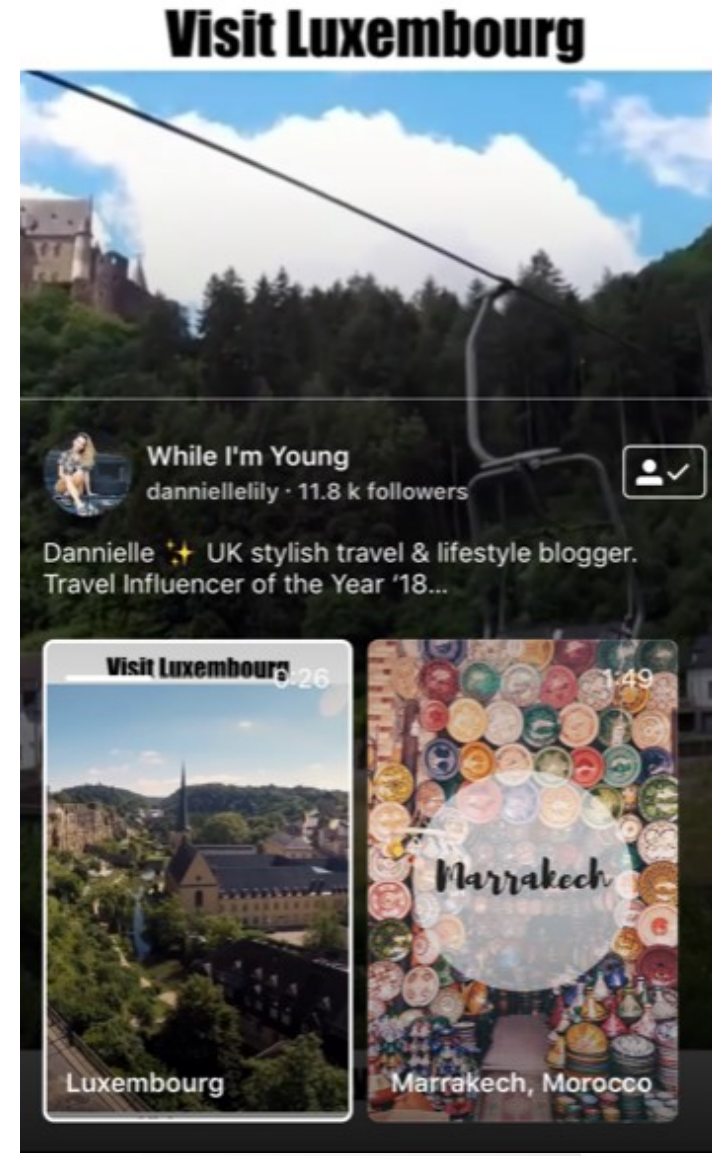 Visit Luxembourg
While I'm Young
danniellelily · 11.8 k followers
Dannielle ✨ UK stylish travel & lifestyle blogger.
Travel Influencer of the Year ‘18...
Visit Luxembourg
0:26
1:49
Marrakech
Luxembourg
Marrakech, Morocco